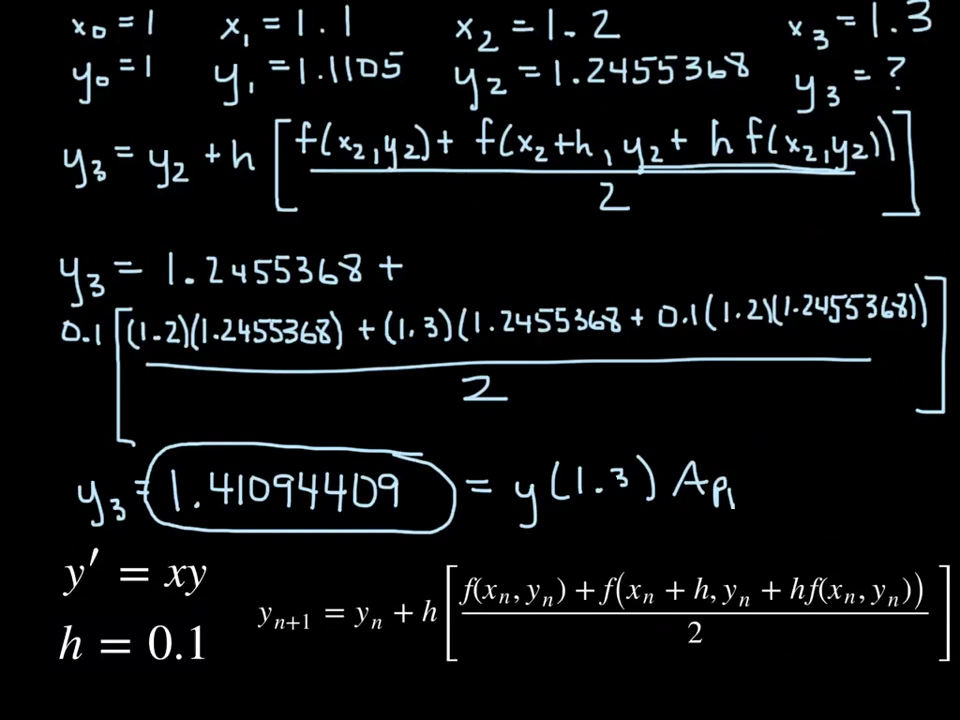 x₀ = 1 x₁ = 1.1 x₂ = 1.2 x₃ = 1.3
y₀ = 1 y₁ = 1.1105 y₂ = 1.2455368 y₃ = ?
y₃ = y₂ + h [ f(x₂,y₂) + f(x₂+h, y₂ + h f(x₂,y₂)) / 2 ]
y₃ = 1.2455368 +
0.1 [ (1.2)(1.2455368) + (1.3)(1.2455368 + 0.1(1.2)(1.2455368)) / 2 ]
y₃ = 1.41094409 = y(1.3) Ap
y′ = xy
h = 0.1
yₙ₊₁ = yₙ + h [ f(xₙ, yₙ) + f(xₙ + h, yₙ + hf(xₙ, yₙ)) / 2 ]